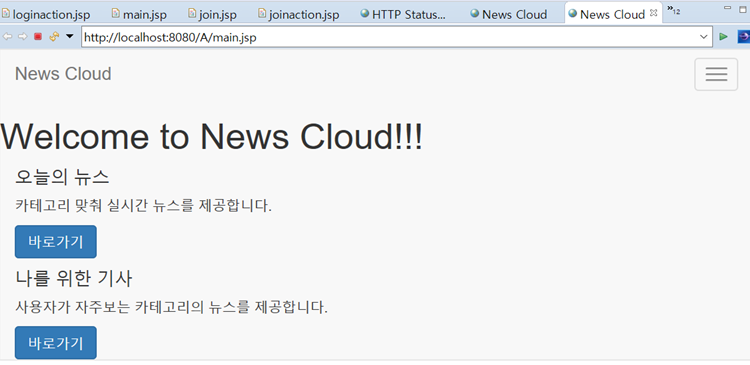 loginaction.jsp main.jsp join.jsp joinaction.jsp HTTP Status... News Cloud News Cloud »12
http://localhost:8080/A/main.jsp
News Cloud
Welcome to News Cloud!!!
오늘의 뉴스
카테고리 맞춰 실시간 뉴스를 제공합니다.
바로가기
나를 위한 기사
사용자가 자주보는 카테고리의 뉴스를 제공합니다.
바로가기